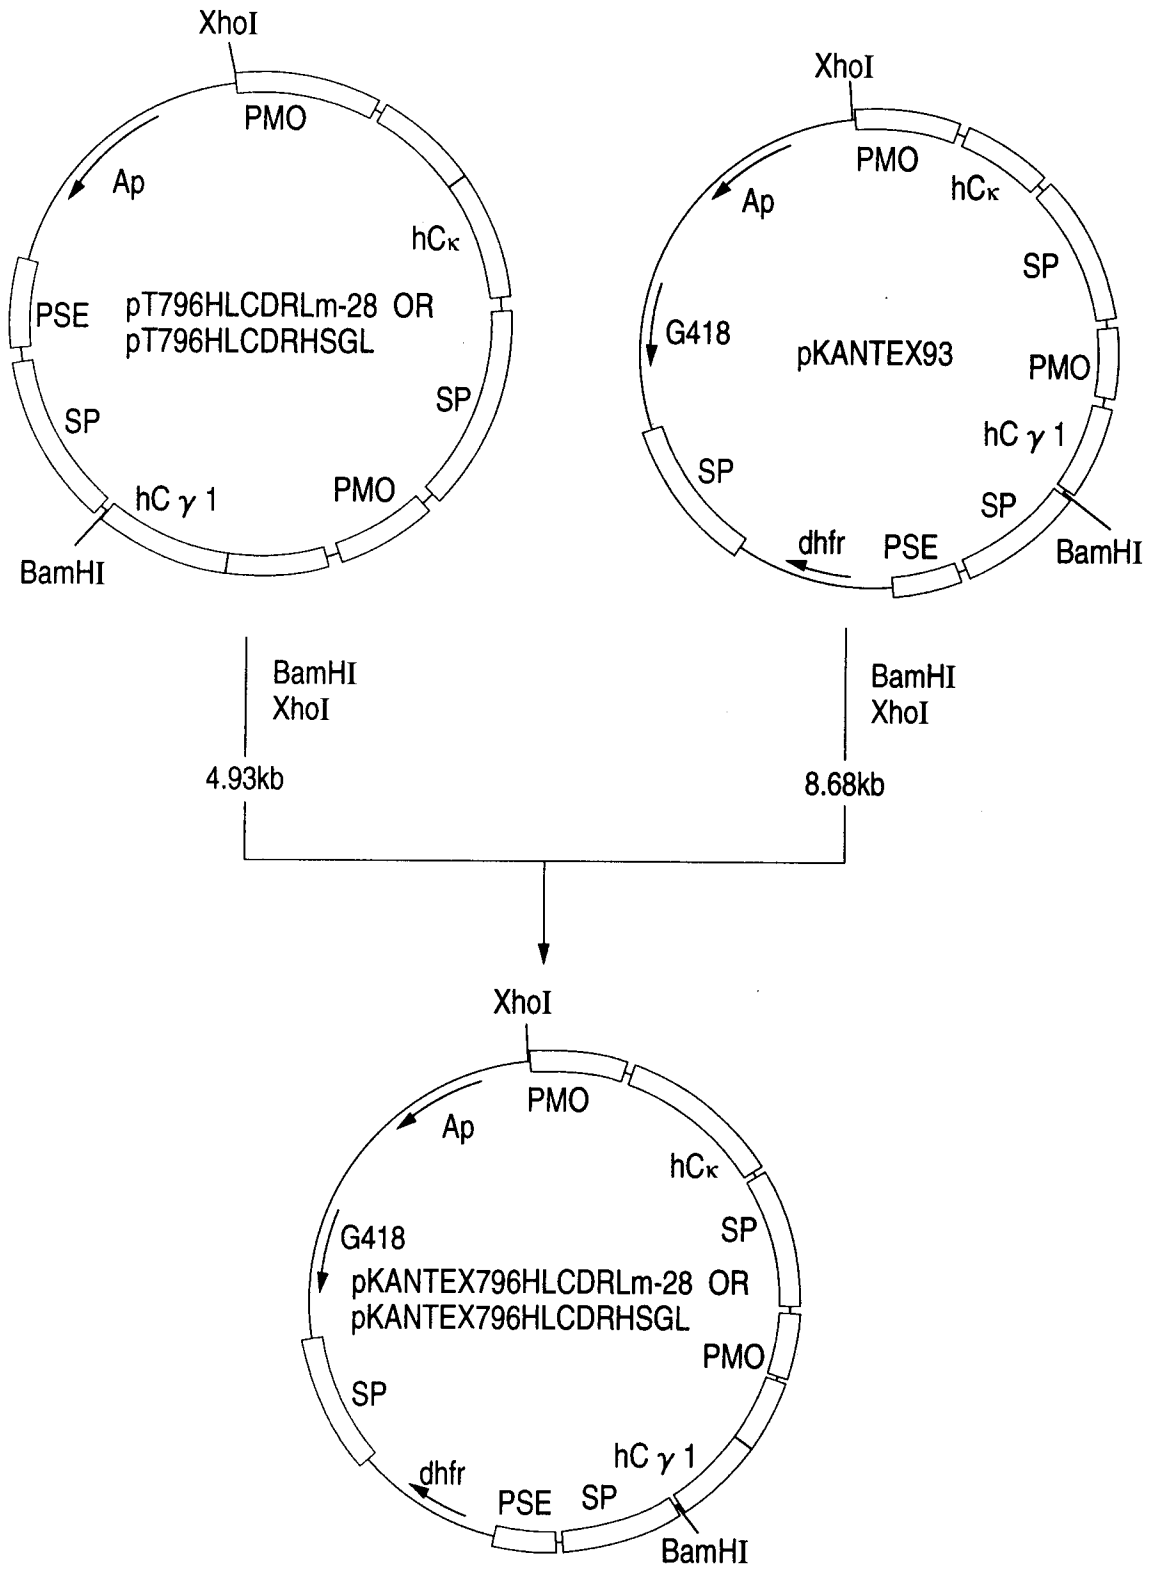 XhoI
PMO
Ap
hCκ
PSE
pT796HLCDRLm-28 OR
pT796HLCDRHSGL
SP
SP
PMO
hC γ 1
BamHI
XhoI
PMO
hCκ
Ap
SP
G418
pKANTEX93
PMO
hC γ 1
SP
SP
dhfr
PSE
BamHI
BamHI
XhoI
4.93kb
BamHI
XhoI
8.68kb
XhoI
PMO
Ap
hCκ
SP
G418
pKANTEX796HLCDRLm-28 OR
pKANTEX796HLCDRHSGL
PMO
SP
hC γ 1
dhfr
PSE
SP
BamHI